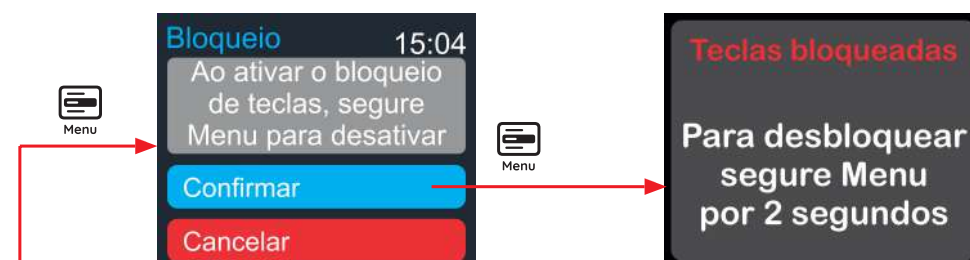 Bloqueio 15:04
Ao ativar o bloqueio
de teclas, segure
Menu para desativar
Confirmar
Cancelar
Menu
Menu
Teclas bloqueadas
Para desbloquear
segure Menu
por 2 segundos